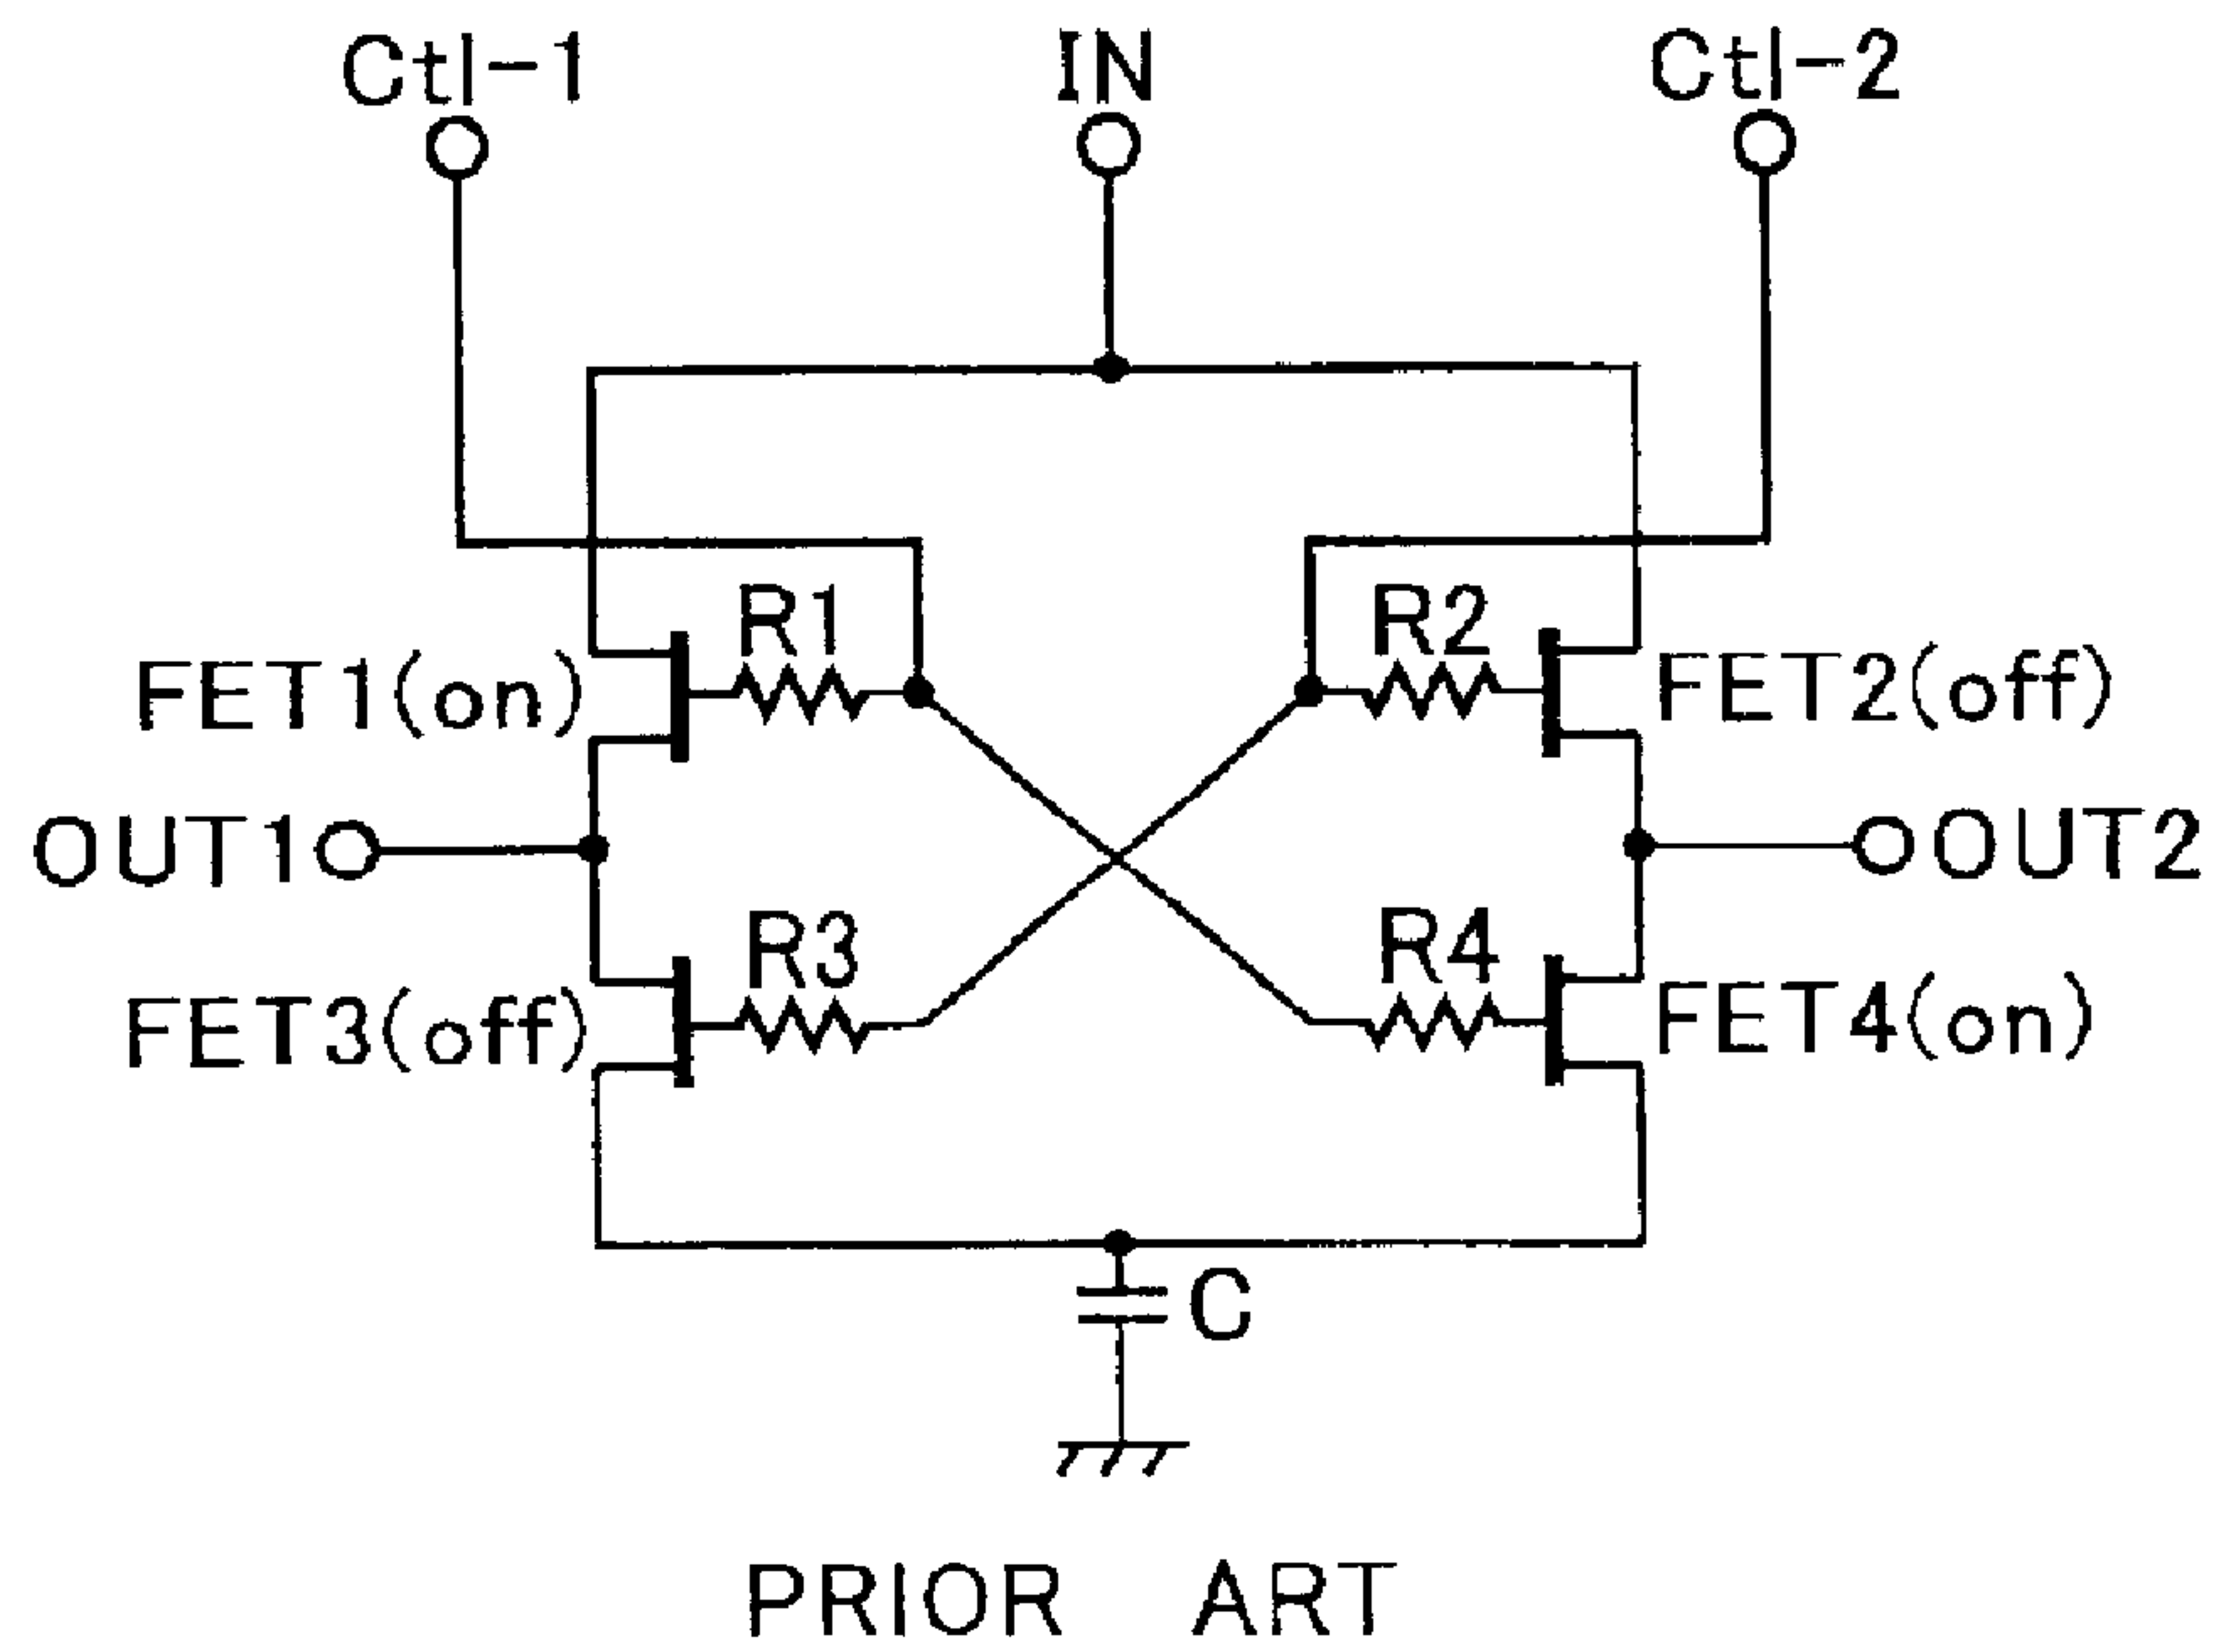 Ctl-1
IN
Ctl-2
R1
R2
FET1(on)
FET2(off)
OUT1
OUT2
R3
R4
FET3(off)
FET4(on)
C
PRIOR ART